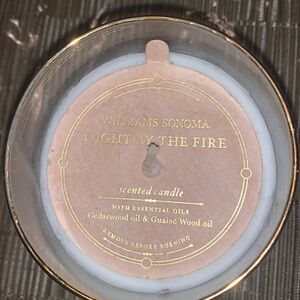 WILLIAMS SONOMA
NIGHT BY THE FIRE
scented candle
WITH ESSENTIAL OILS
Cedarwood oil & Guaiac Wood oil
REMOVE BEFORE BURNING